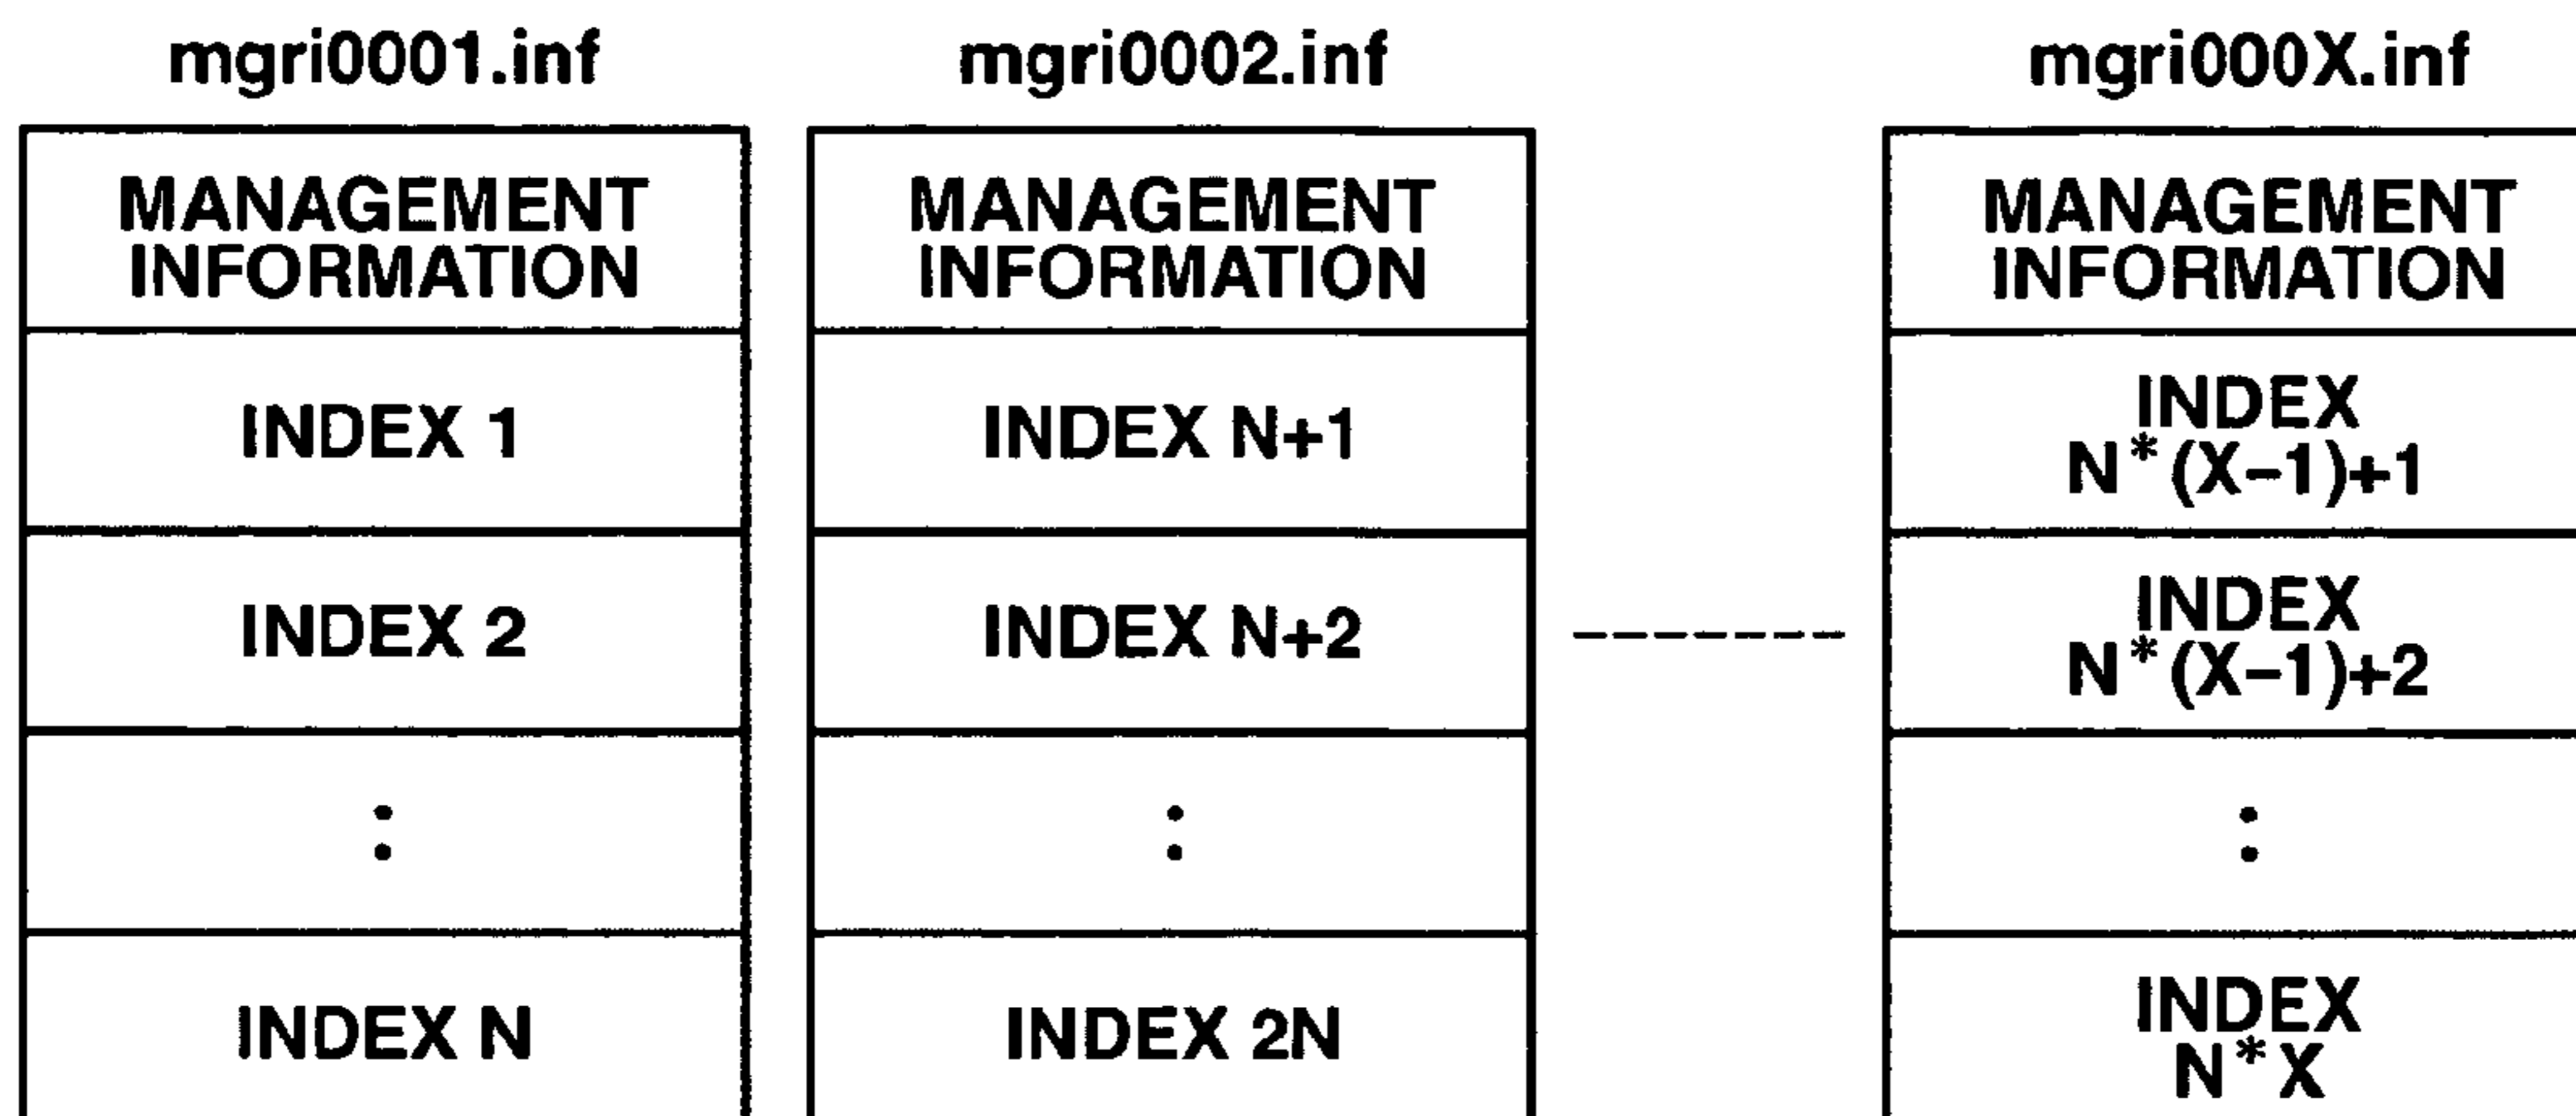 mgri0001.inf
MANAGEMENT
INFORMATION
INDEX 1
INDEX 2
:
INDEX N
mgri0002.inf
MANAGEMENT
INFORMATION
INDEX N+1
INDEX N+2
:
INDEX 2N
mgri000X.inf
MANAGEMENT
INFORMATION
INDEX
N*(X–1)+1
INDEX
N*(X–1)+2
:
INDEX
N*X